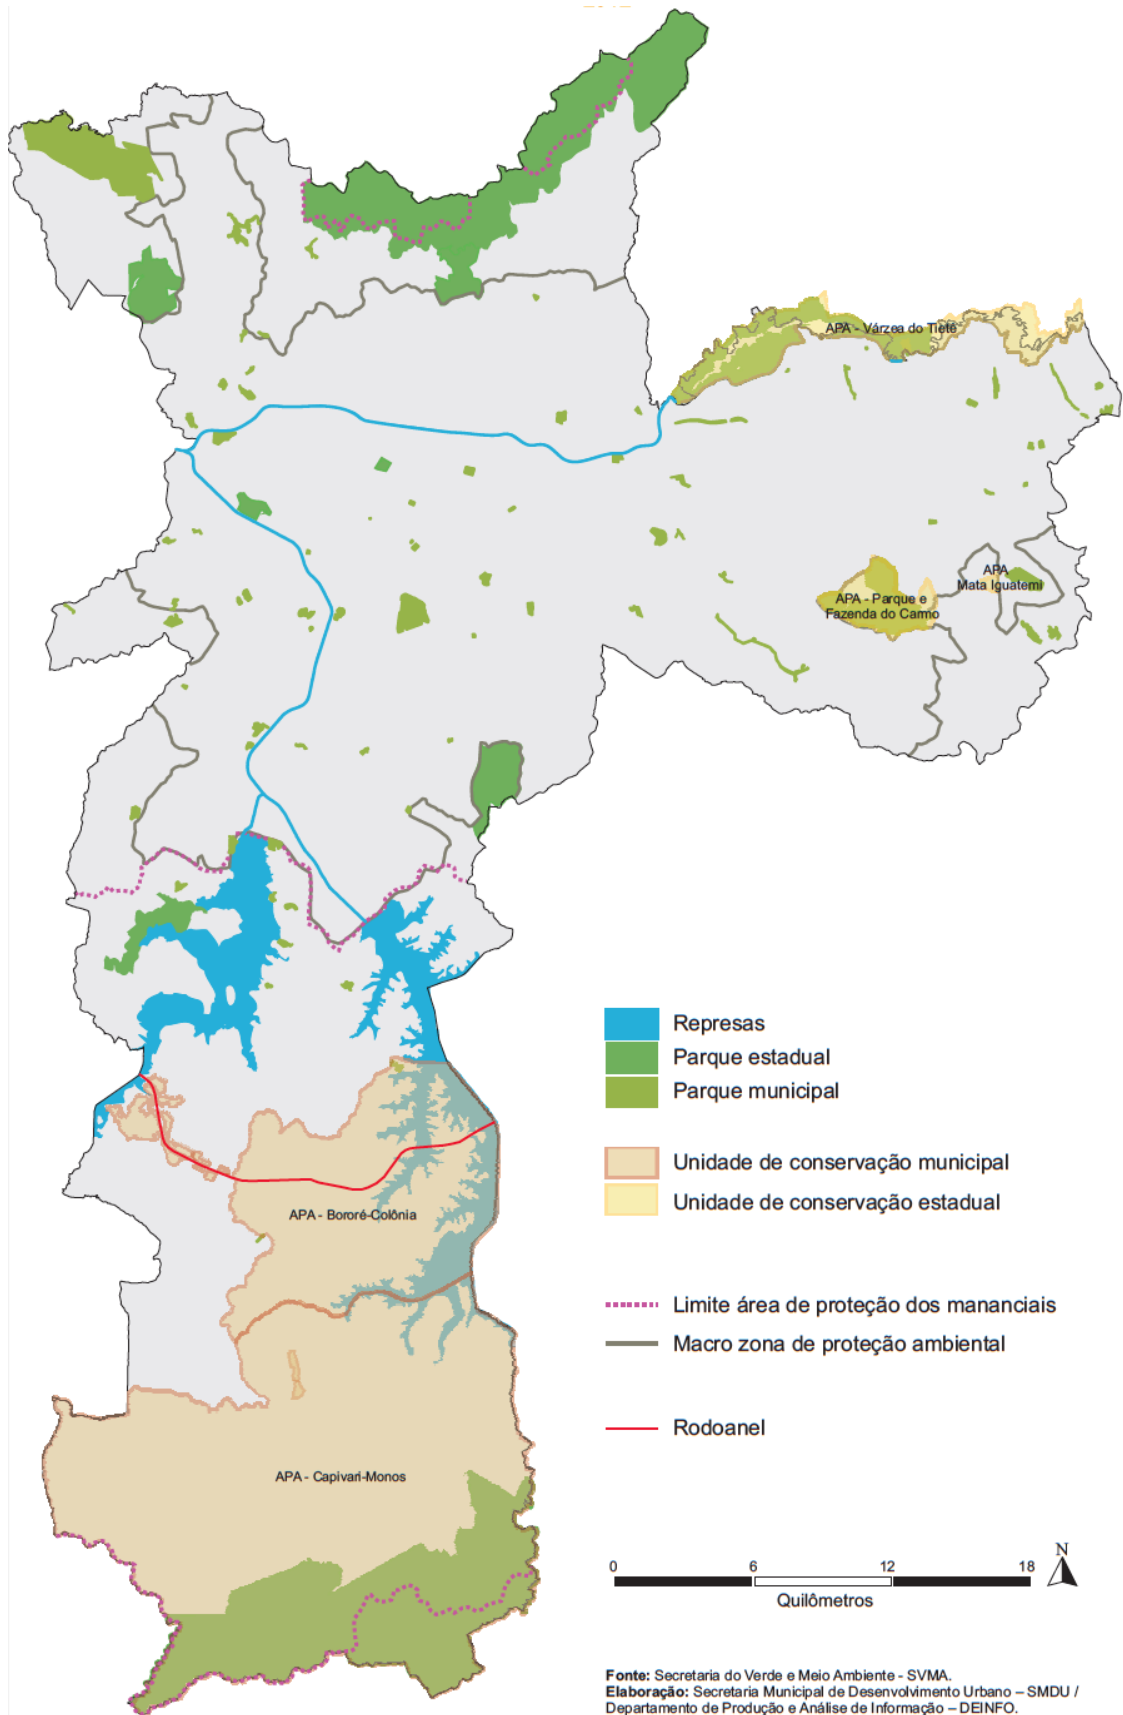 APA - Várzea do Tietê
APA
Mata Iguatemi
APA - Parque e
Fazenda do Carmo
Represas
Parque estadual
Parque municipal
Unidade de conservação municipal
Unidade de conservação estadual
APA - Bororé-Colônia
Limite área de proteção dos mananciais
Macro zona de proteção ambiental
Rodoanel
APA - Capivari-Monos
N
0 6 12 18
Quilômetros
Fonte: Secretaria do Verde e Meio Ambiente - SVMA.
Elaboração: Secretaria Municipal de Desenvolvimento Urbano – SMDU /
Departamento de Produção e Análise de Informação – DEINFO.